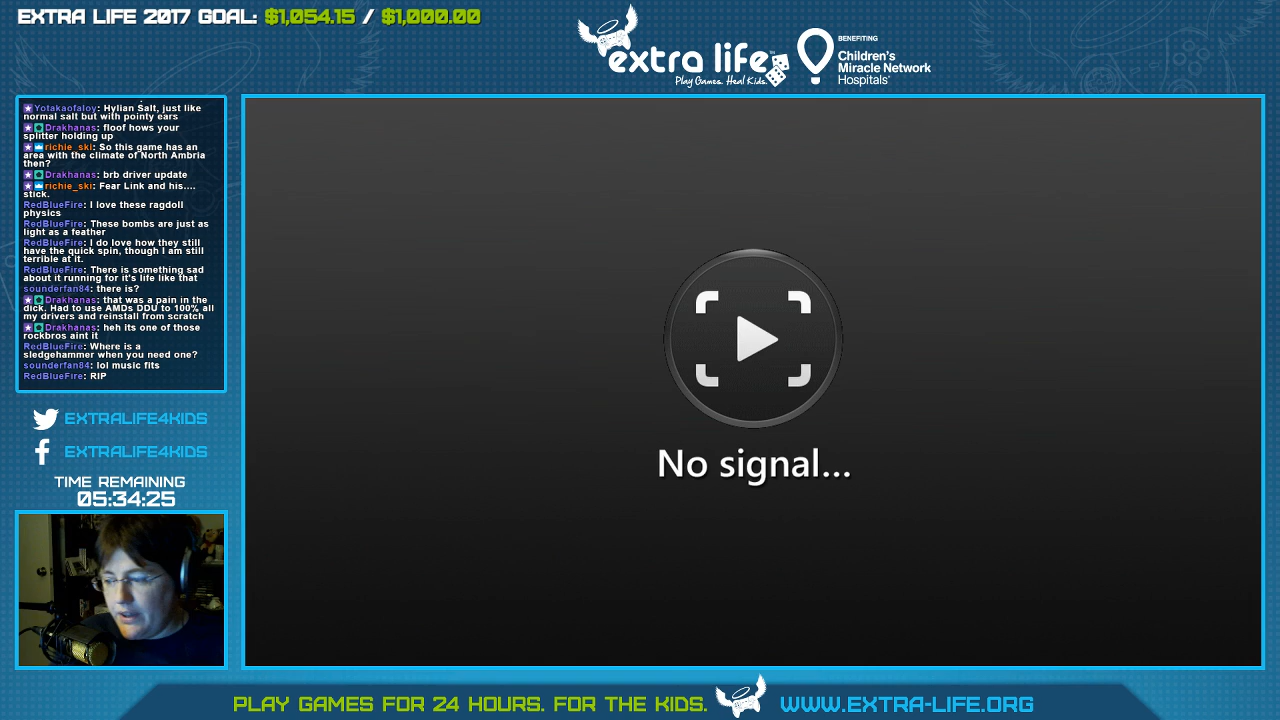 EXTRA LIFE 2017 GOAL: $1,054.15 / $1,000.00
extra life
Play Games. Heal Kids.
BENEFITING
Children's
Miracle Network
Hospitals
Yotakaofaloy: Hylian Salt, just like
normal salt but with pointy ears
Drakhanas: floof hows your
splitter holding up
richie_ski: So this game has an
area with the climate of North Ambria
then?
Drakhanas: brb driver update
richie_ski: Fear Link and his....
stick.
RedBlueFire: I love these ragdoll
physics
RedBlueFire: These bombs are just as
light as a feather
RedBlueFire: I do love how they still
have the quick spin, though I am still
terrible at it.
RedBlueFire: There is something sad
about it running for it's life like that
sounderfan84: there is?
Drakhanas: that was a pain in the
dick. Had to use AMDs DDU to 100% all
my drivers and reinstall from scratch
Drakhanas: heh its one of those
rockbros aint it
RedBlueFire: Where is a
sledgehammer when you need one?
sounderfan84: lol music fits
RedBlueFire: RIP
EXTRALIFE4KIDS
EXTRALIFE4KIDS
TIME REMAINING
05:34:25
No signal...
PLAY GAMES FOR 24 HOURS. FOR THE KIDS.
WWW.EXTRA-LIFE.ORG